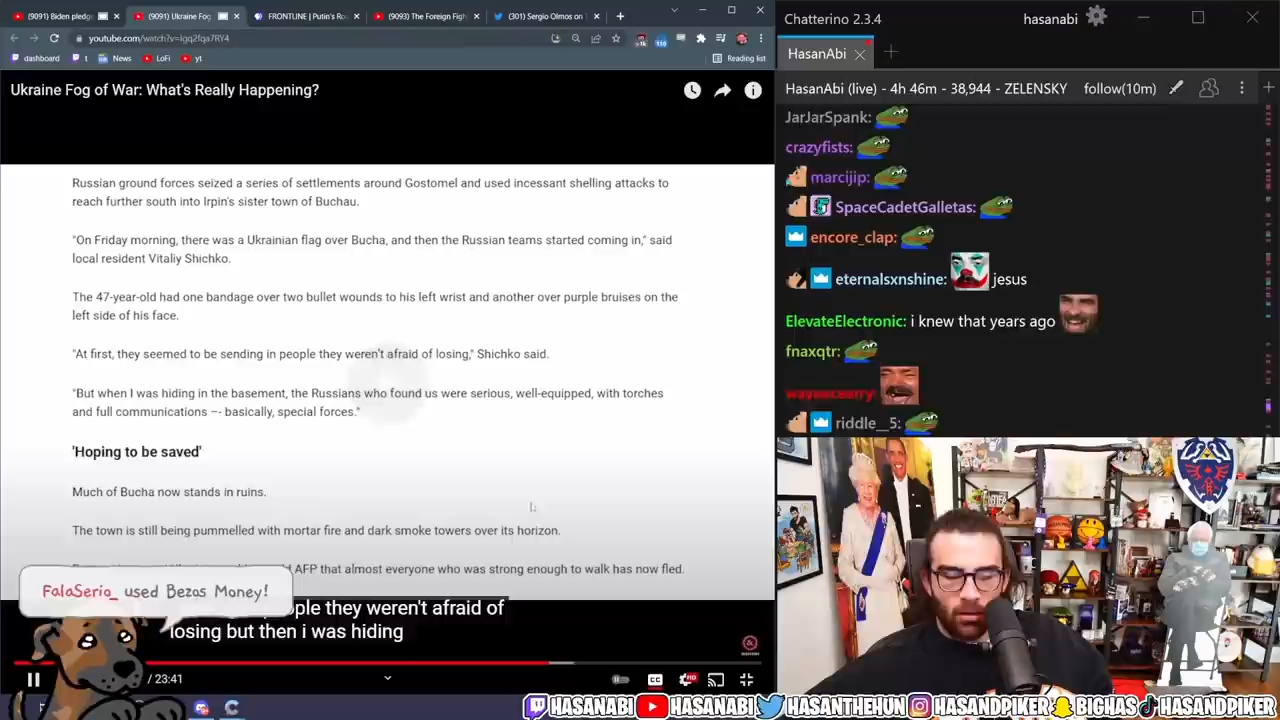 (9091) Biden pledge
(9091) Ukraine Fog
FRONTLINE | Putin's Ro
(9093) The Foreign Figh
(301) Sergio Olmos on
youtube.com/watch?v=Igq2fqa7RY4
dashboard
t
News
LoFi
yt
Reading list
Ukraine Fog of War: What's Really Happening?
Russian ground forces seized a series of settlements around Gostomel and used incessant shelling attacks to
reach further south into Irpin's sister town of Buchau.
"On Friday morning, there was a Ukrainian flag over Bucha, and then the Russian teams started coming in," said
local resident Vitaliy Shichko.
The 47-year-old had one bandage over two bullet wounds to his left wrist and another over purple bruises on the
left side of his face.
"At first, they seemed to be sending in people they weren't afraid of losing," Shichko said.
"But when I was hiding in the basement, the Russians who found us were serious, well-equipped, with torches
and full communications –- basically, special forces."
'Hoping to be saved'
Much of Bucha now stands in ruins.
The town is still being pummelled with mortar fire and dark smoke towers over its horizon.
AFP that almost everyone who was strong enough to walk has now fled.
FalaSerio_ used Bezos Money!
ople they weren't afraid of
losing but then i was hiding
/ 23:41
CC
HD
Chatterino 2.3.4
hasanabi
HasanAbi
HasanAbi (live) - 4h 46m - 38,944 - ZELENSKY
follow(10m)
JarJarSpank:
crazyfists:
marcijip:
SpaceCadetGalletas:
encore_clap:
eternalsxnshine: jesus
ElevateElectronic: i knew that years ago
fnaxqtr:
riddle__5:
HASANABI
HASANABI
HASANTHEHUN
HASANDPIKER
BIGHAS
HASANDPIKER